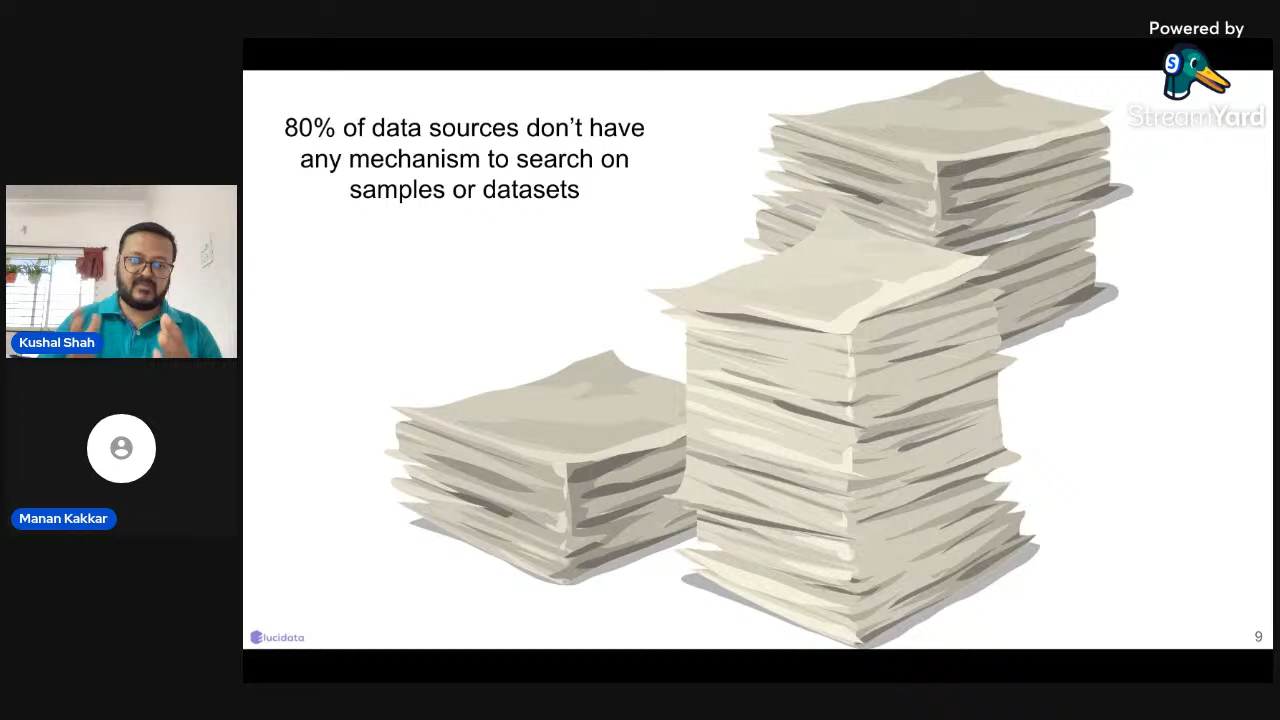 Powered by
S
StreamYard
80% of data sources don’t have
any mechanism to search on
samples or datasets
Kushal Shah
Manan Kakkar
lucidata
9